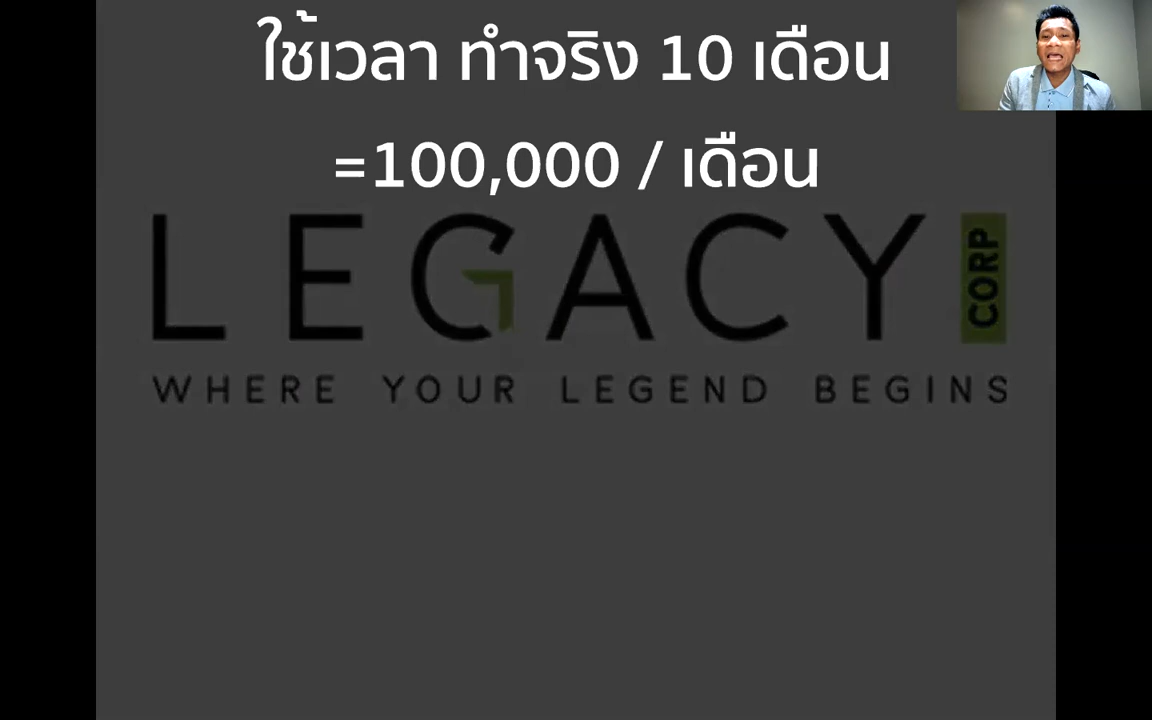 ใช้เวลา ทำจริง 10 เดือน
=100,000 / เดือน
LEGACY CORP
WHERE YOUR LEGEND BEGINS